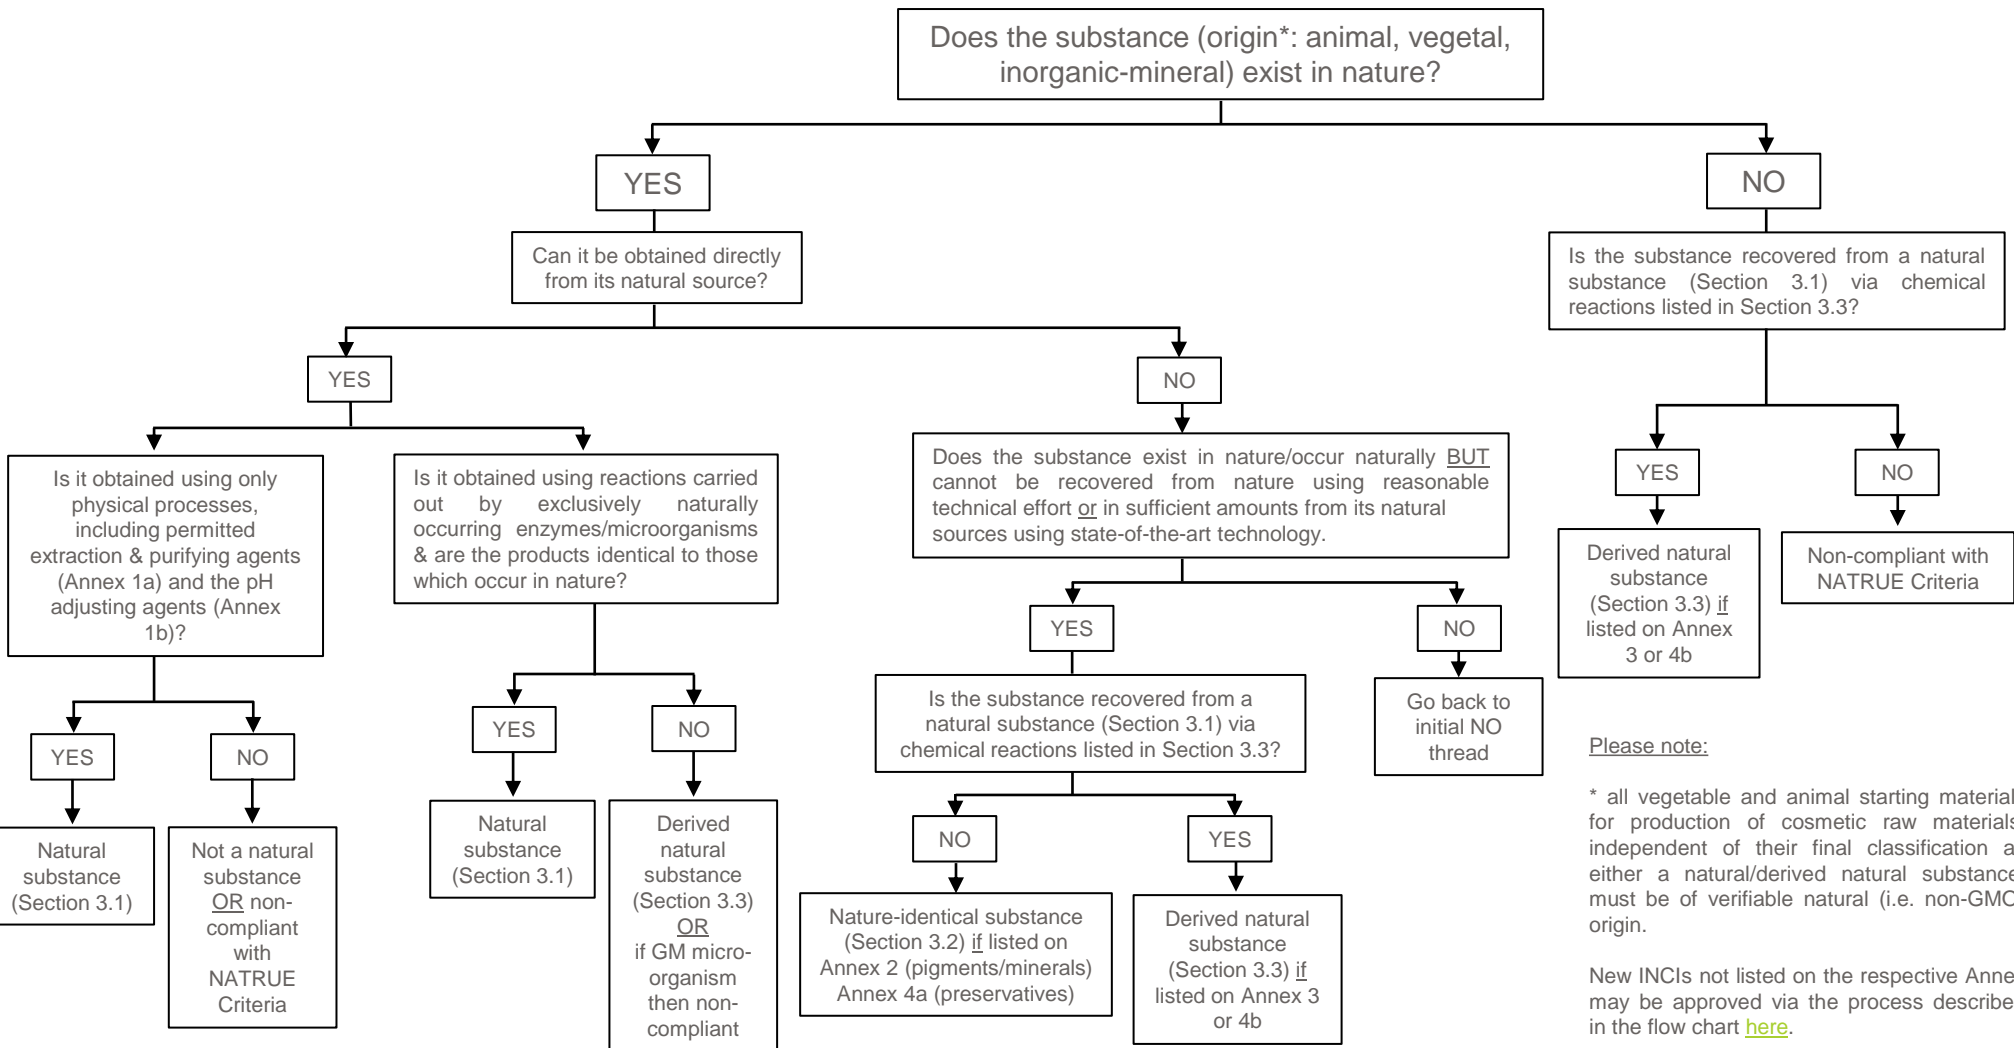 Does the substance (origin*: animal, vegetal,
inorganic-mineral) exist in nature?
YES
NO
Can it be obtained directly
from its natural source?
Is the substance recovered from a natural
substance (Section 3.1) via chemical
reactions listed in Section 3.3?
YES
NO
Is it obtained using only
physical processes,
including permitted
extraction & purifying agents
(Annex 1a) and the pH
adjusting agents (Annex
1b)?
Is it obtained using reactions carried
out by exclusively naturally
occurring enzymes/microorganisms
& are the products identical to those
which occur in nature?
Does the substance exist in nature/occur naturally BUT
cannot be recovered from nature using reasonable
technical effort or in sufficient amounts from its natural
sources using state-of-the-art technology.
YES
NO
Derived natural
substance
(Section 3.3) if
listed on Annex
3 or 4b
Non-compliant with
NATRUE Criteria
YES
NO
Is the substance recovered from a
natural substance (Section 3.1) via
chemical reactions listed in Section 3.3?
Go back to
initial NO
thread
YES
NO
YES
NO
Natural
substance
(Section 3.1)
Not a natural
substance
OR non-
compliant
with
NATRUE
Criteria
Natural
substance
(Section 3.1)
Derived
natural
substance
(Section 3.3)
OR
if GM micro-
organism
then non-
compliant
NO
YES
Nature-identical substance
(Section 3.2) if listed on
Annex 2 (pigments/minerals)
Annex 4a (preservatives)
Derived natural
substance
(Section 3.3) if
listed on Annex 3
or 4b
Please note:
* all vegetable and animal starting material
for production of cosmetic raw materials
independent of their final classification a
either a natural/derived natural substance
must be of verifiable natural (i.e. non-GMO
origin.
New INCIs not listed on the respective Anne
may be approved via the process describe
in the flow chart here.